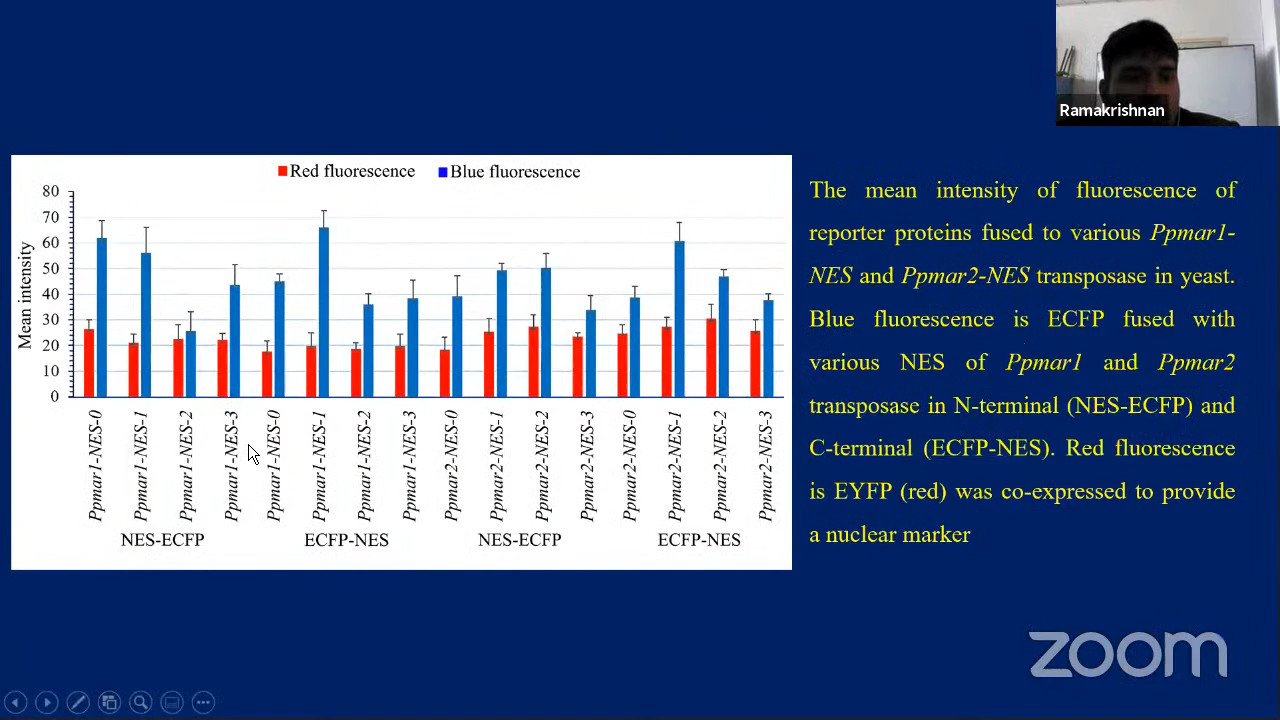 Ramakrishnan
Red fluorescence
Blue fluorescence
80
70
60
50
40
30
20
10
0
Mean intensity
Ppmar1-NES-0
Ppmar1-NES-1
Ppmar1-NES-2
Ppmar1-NES-3
Ppmar1-NES-0
Ppmar1-NES-1
Ppmar1-NES-2
Ppmar1-NES-3
Ppmar2-NES-0
Ppmar2-NES-1
Ppmar2-NES-2
Ppmar2-NES-3
Ppmar2-NES-0
Ppmar2-NES-1
Ppmar2-NES-2
Ppmar2-NES-3
NES-ECFP
ECFP-NES
NES-ECFP
ECFP-NES
The mean intensity of fluorescence of
reporter proteins fused to various Ppmar1-
NES and Ppmar2-NES transposase in yeast.
Blue fluorescence is ECFP fused with
various NES of Ppmar1 and Ppmar2
transposase in N-terminal (NES-ECFP) and
C-terminal (ECFP-NES). Red fluorescence
is EYFP (red) was co-expressed to provide
a nuclear marker
zoom